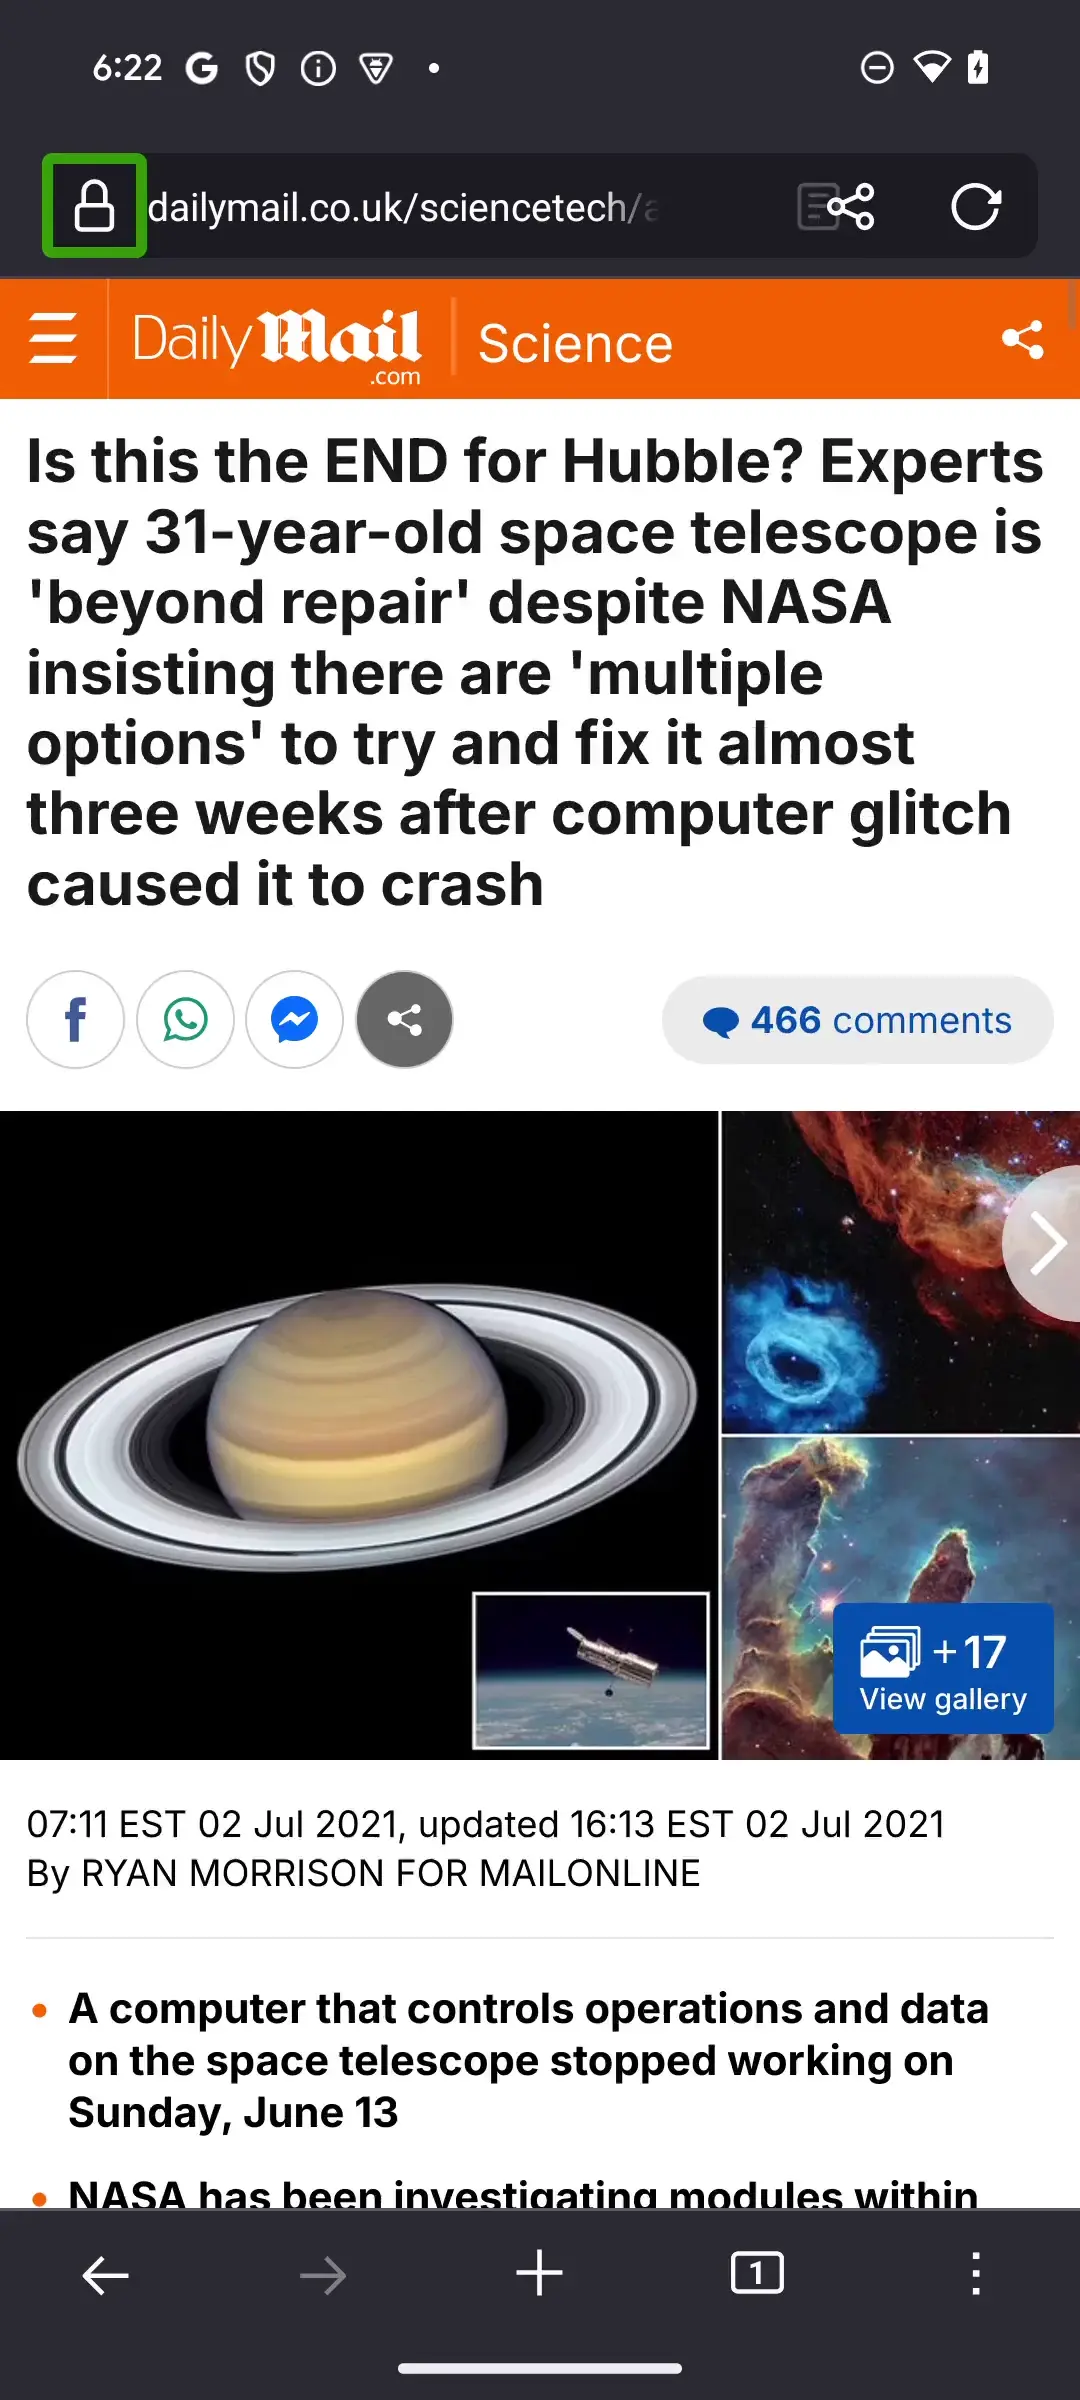 6:22
dailymail.co.uk/sciencetech/a
Daily Mail .com Science
Is this the END for Hubble? Experts
say 31-year-old space telescope is
'beyond repair' despite NASA
insisting there are 'multiple
options' to try and fix it almost
three weeks after computer glitch
caused it to crash
466 comments
+17
View gallery
07:11 EST 02 Jul 2021, updated 16:13 EST 02 Jul 2021
By RYAN MORRISON FOR MAILONLINE
A computer that controls operations and data
on the space telescope stopped working on
Sunday, June 13
NASA has been investigating modules within
1